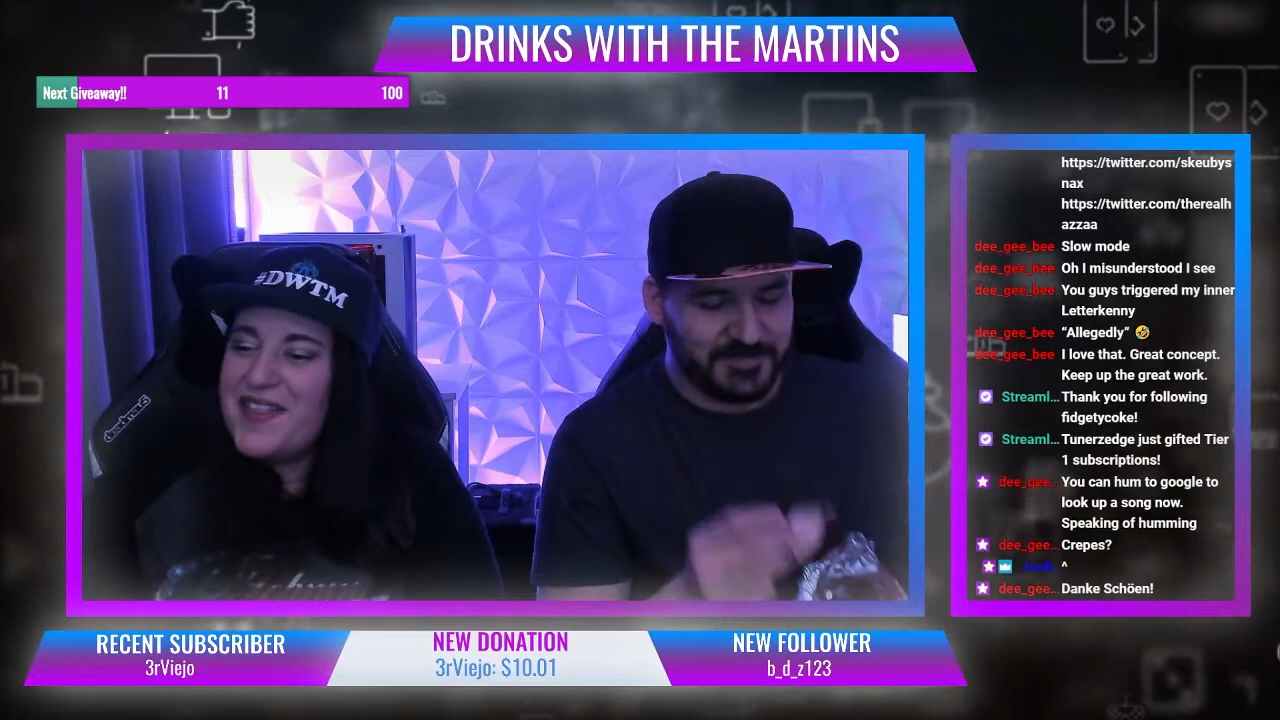 DRINKS WITH THE MARTINS
Next Giveaway!! 11 100
#DWTM
deadmau5
https://twitter.com/skeubys
nax
https://twitter.com/therealh
azzaa
dee_gee_bee Slow mode
dee_gee_bee Oh I misunderstood I see
dee_gee_bee You guys triggered my inner
Letterkenny
dee_gee_bee “Allegedly” 🤣
dee_gee_bee I love that. Great concept.
Keep up the great work.
Streaml... Thank you for following
fidgetycoke!
Streaml... Tunerzedge just gifted Tier
1 subscriptions!
dee_gee... You can hum to google to
look up a song now.
Speaking of humming
dee_gee... Crepes?
^
dee_gee... Danke Schöen!
RECENT SUBSCRIBER
3rViejo
NEW DONATION
3rViejo: $10.01
NEW FOLLOWER
b_d_z123